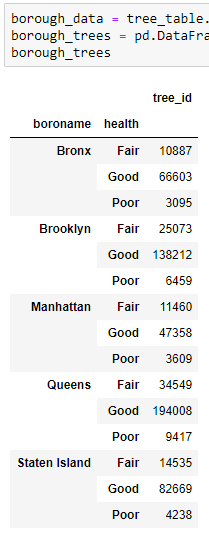 borough_data = tree_table.
borough_trees = pd.DataFra
borough_trees
tree_id
boroname health
Bronx Fair 10887
Good 66603
Poor 3095
Brooklyn Fair 25073
Good 138212
Poor 6459
Manhattan Fair 11460
Good 47358
Poor 3609
Queens Fair 34549
Good 194008
Poor 9417
Staten Island Fair 14535
Good 82669
Poor 4238